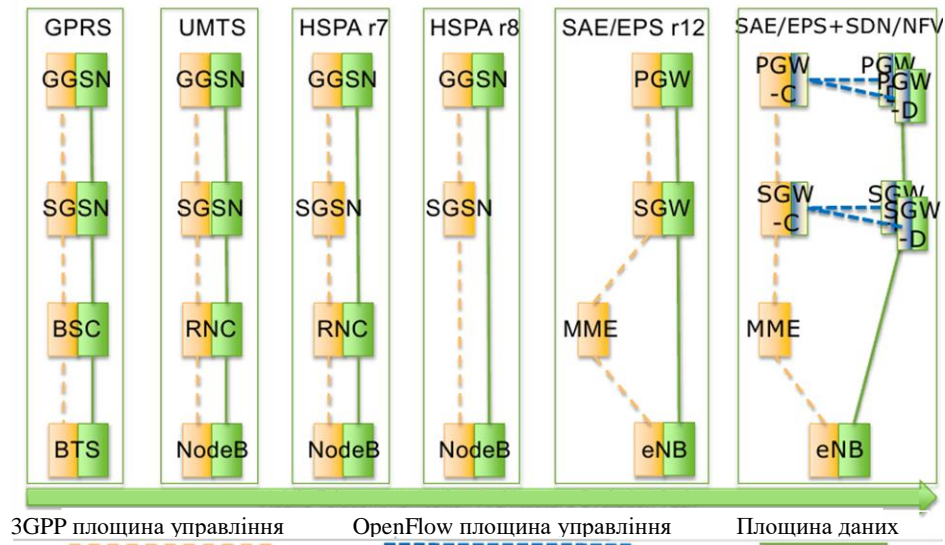 GPRS UMTS HSPA r7 HSPA r8 SAE/EPS r12 SAE/EPS+SDN/NFV
GGSN GGSN GGSN GGSN PGW PGW PGW
-C PGW
-D
SGSN SGSN SGSN SGSN SGW SGW SGW
-C SGW
-D
BSC RNC RNC MME MME
BTS NodeB NodeB NodeB eNB eNB
3GPP площина управління OpenFlow площина управління Площина даних